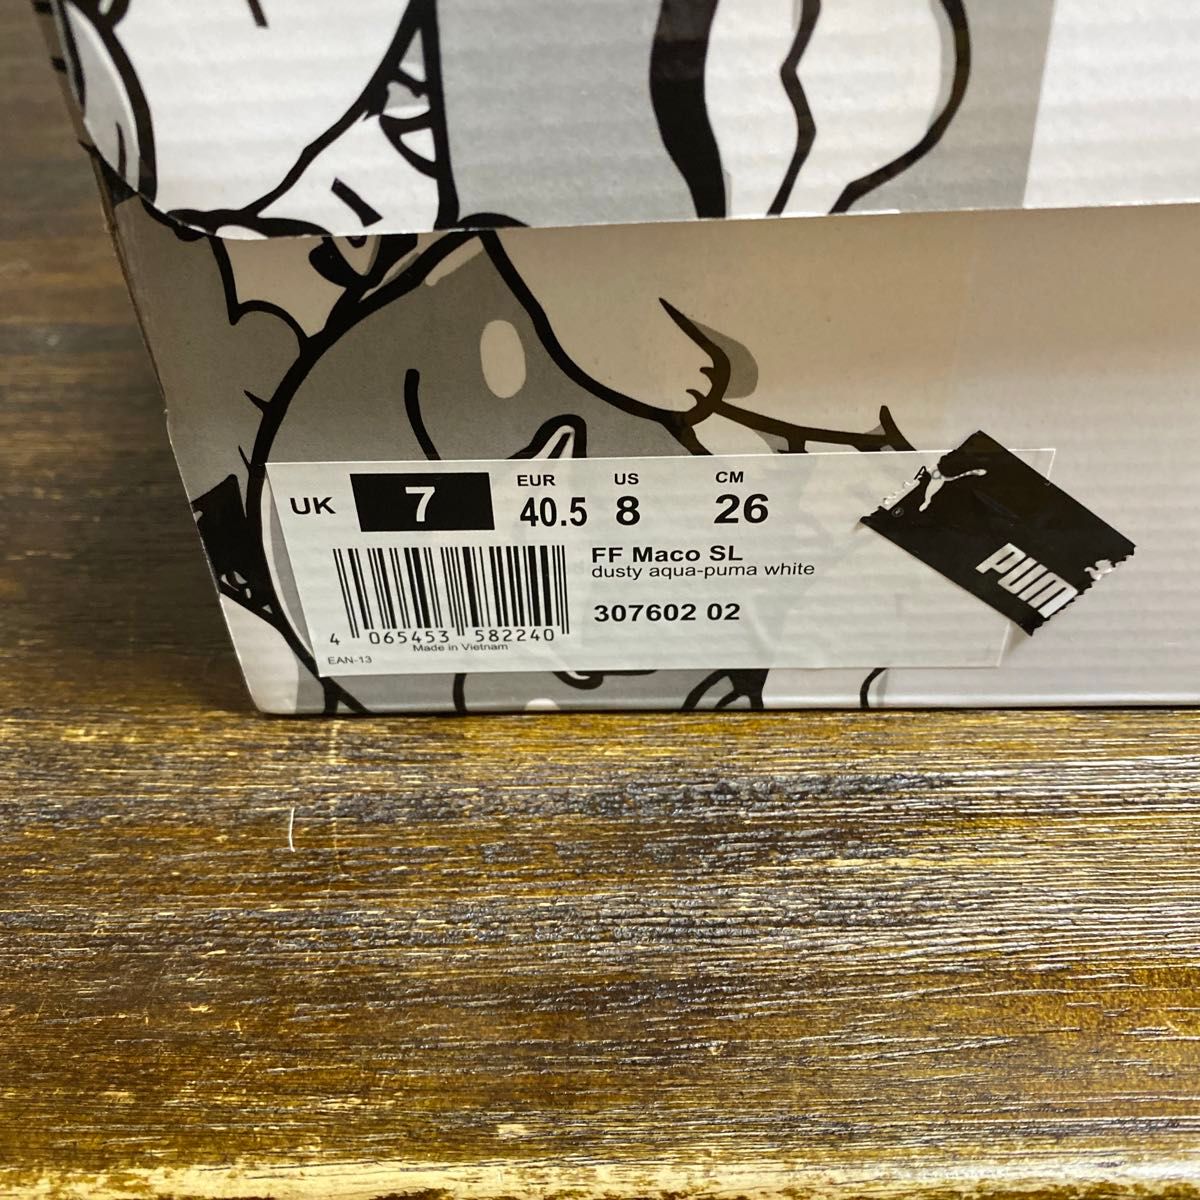 UK 7 EUR 40.5 US 8 CM 26
FF Maco SL
dusty aqua-puma white
307602 02
4 065453 582240
Made in Vietnam
EAN-13
PUM